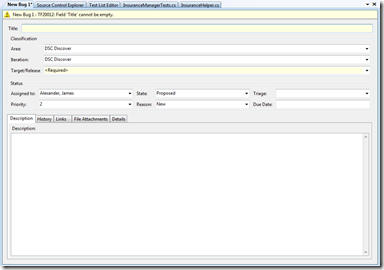 New Bug 1* Source Control Explorer Test List Editor InsuranceManagerTests.cs InsuranceHelper.cs
New Bug 1 - TF20012: Field 'Title' cannot be empty.
Title:
Classification
Area: DSC Discover
Iteration: DSC Discover
Target/Release <Required>
Status
Assigned to: Alexander, James State: Proposed Triage:
Priority: 2 Reason: New Due Date:
Description History Links File Attachments Details
Description: